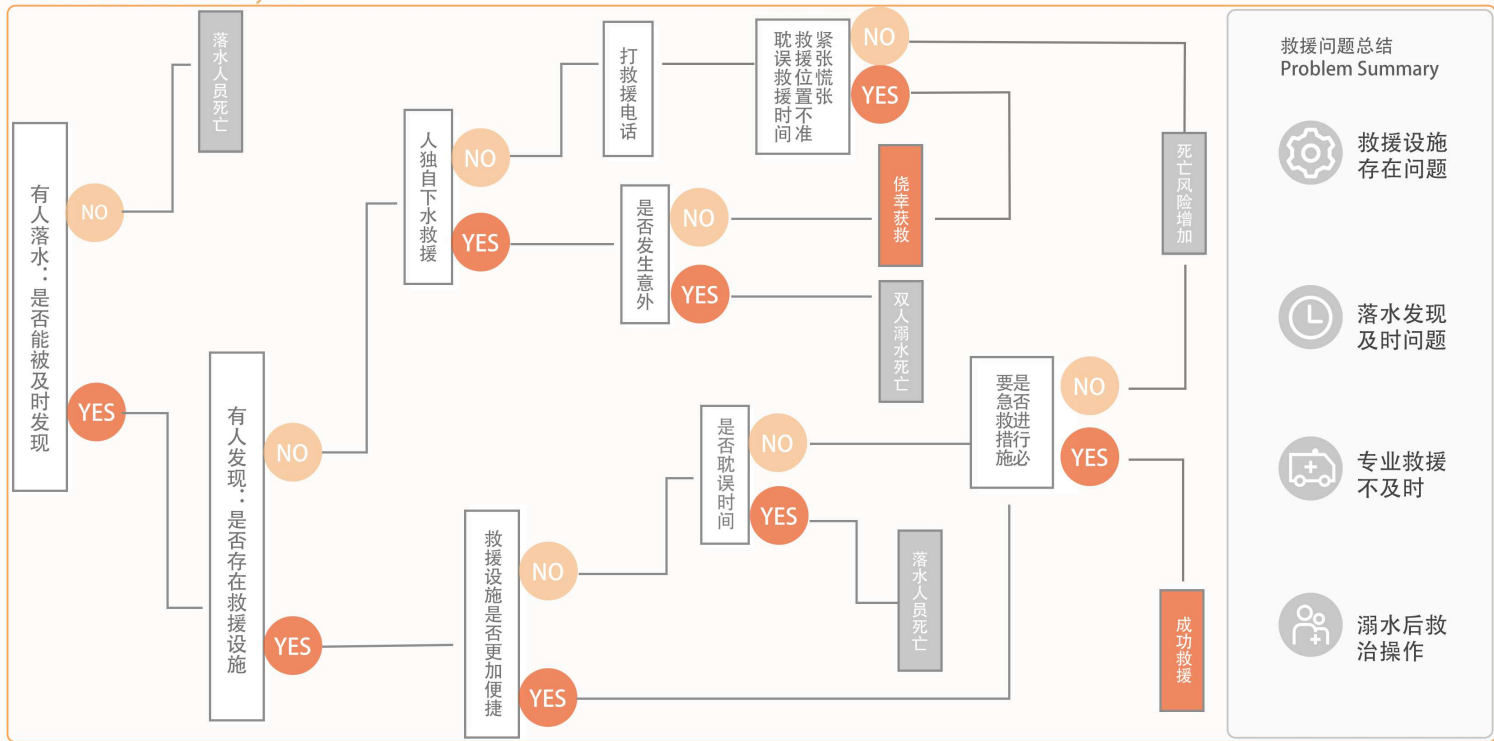 有人落水：是否能被及时发现
NO
YES
落水人员死亡
有人发现：是否存在救援设施
NO
YES
人独自下水救援
NO
YES
打救援电话
紧张慌张
救援位置不准
耽误救援时间
NO
YES
是否发生意外
NO
YES
侥幸获救
双人溺水死亡
死亡风险增加
救援设施是否更加便捷
NO
YES
是否耽误时间
NO
YES
落水人员死亡
是否进行必
要急救措施
NO
YES
成功救援
救援问题总结
Problem Summary
救援设施
存在问题
落水发现
及时问题
专业救援
不及时
溺水后救
治操作